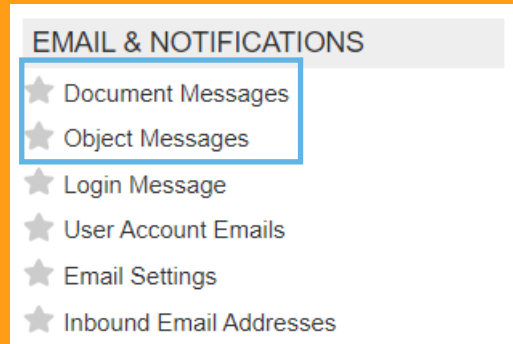 EMAIL & NOTIFICATIONS
Document Messages
Object Messages
Login Message
User Account Emails
Email Settings
Inbound Email Addresses